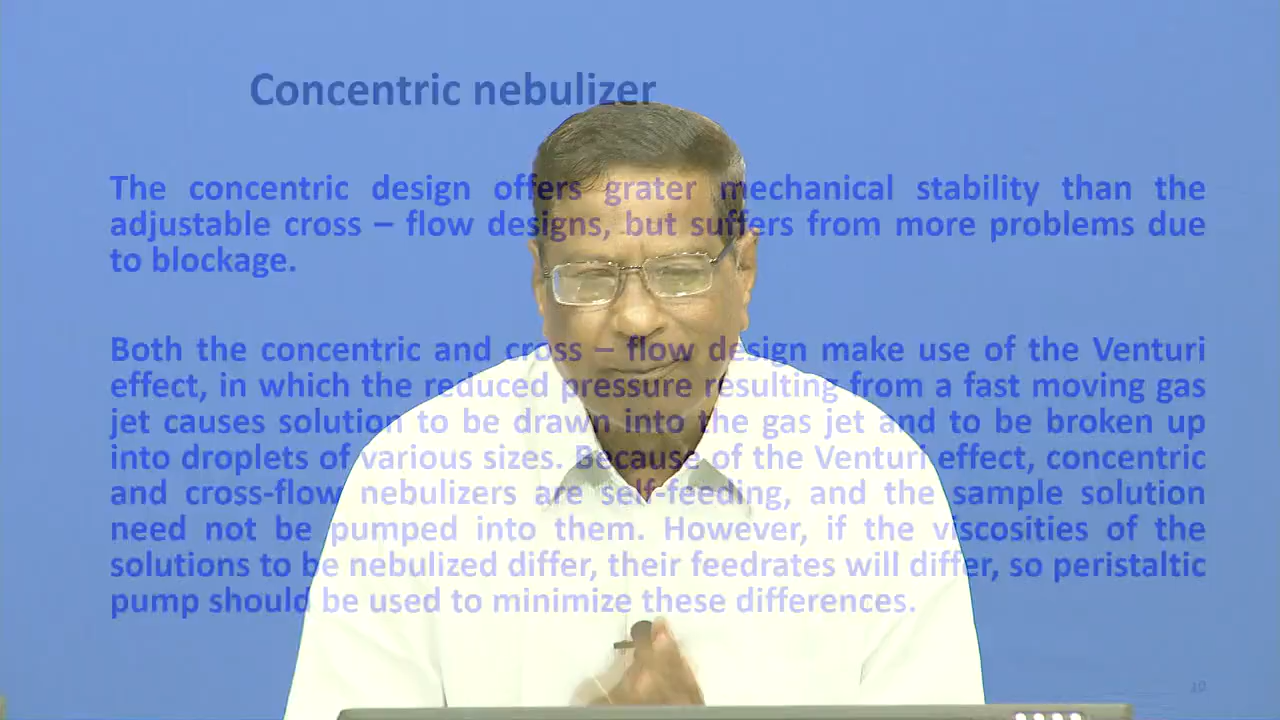 Concentric nebulizer
The concentric design offers grater mechanical stability than the
adjustable cross – flow designs, but suffers from more problems due
to blockage.
Both the concentric and cross – flow design make use of the Venturi
effect, in which the reduced pressure resulting from a fast moving gas
jet causes solution to be drawn into the gas jet and to be broken up
into droplets of various sizes. Because of the Venturi effect, concentric
and cross-flow nebulizers are self-feeding, and the sample solution
need not be pumped into them. However, if the viscosities of the
solutions to be nebulized differ, their feedrates will differ, so peristaltic
pump should be used to minimize these differences.